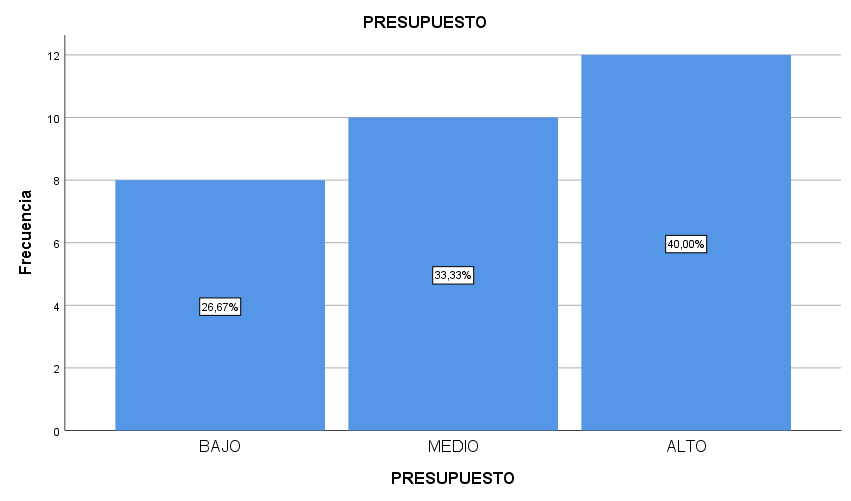 PRESUPUESTO
12
10
8
6
4
2
0
Frecuencia
26,67%
33,33%
40,00%
BAJO
MEDIO
ALTO
PRESUPUESTO